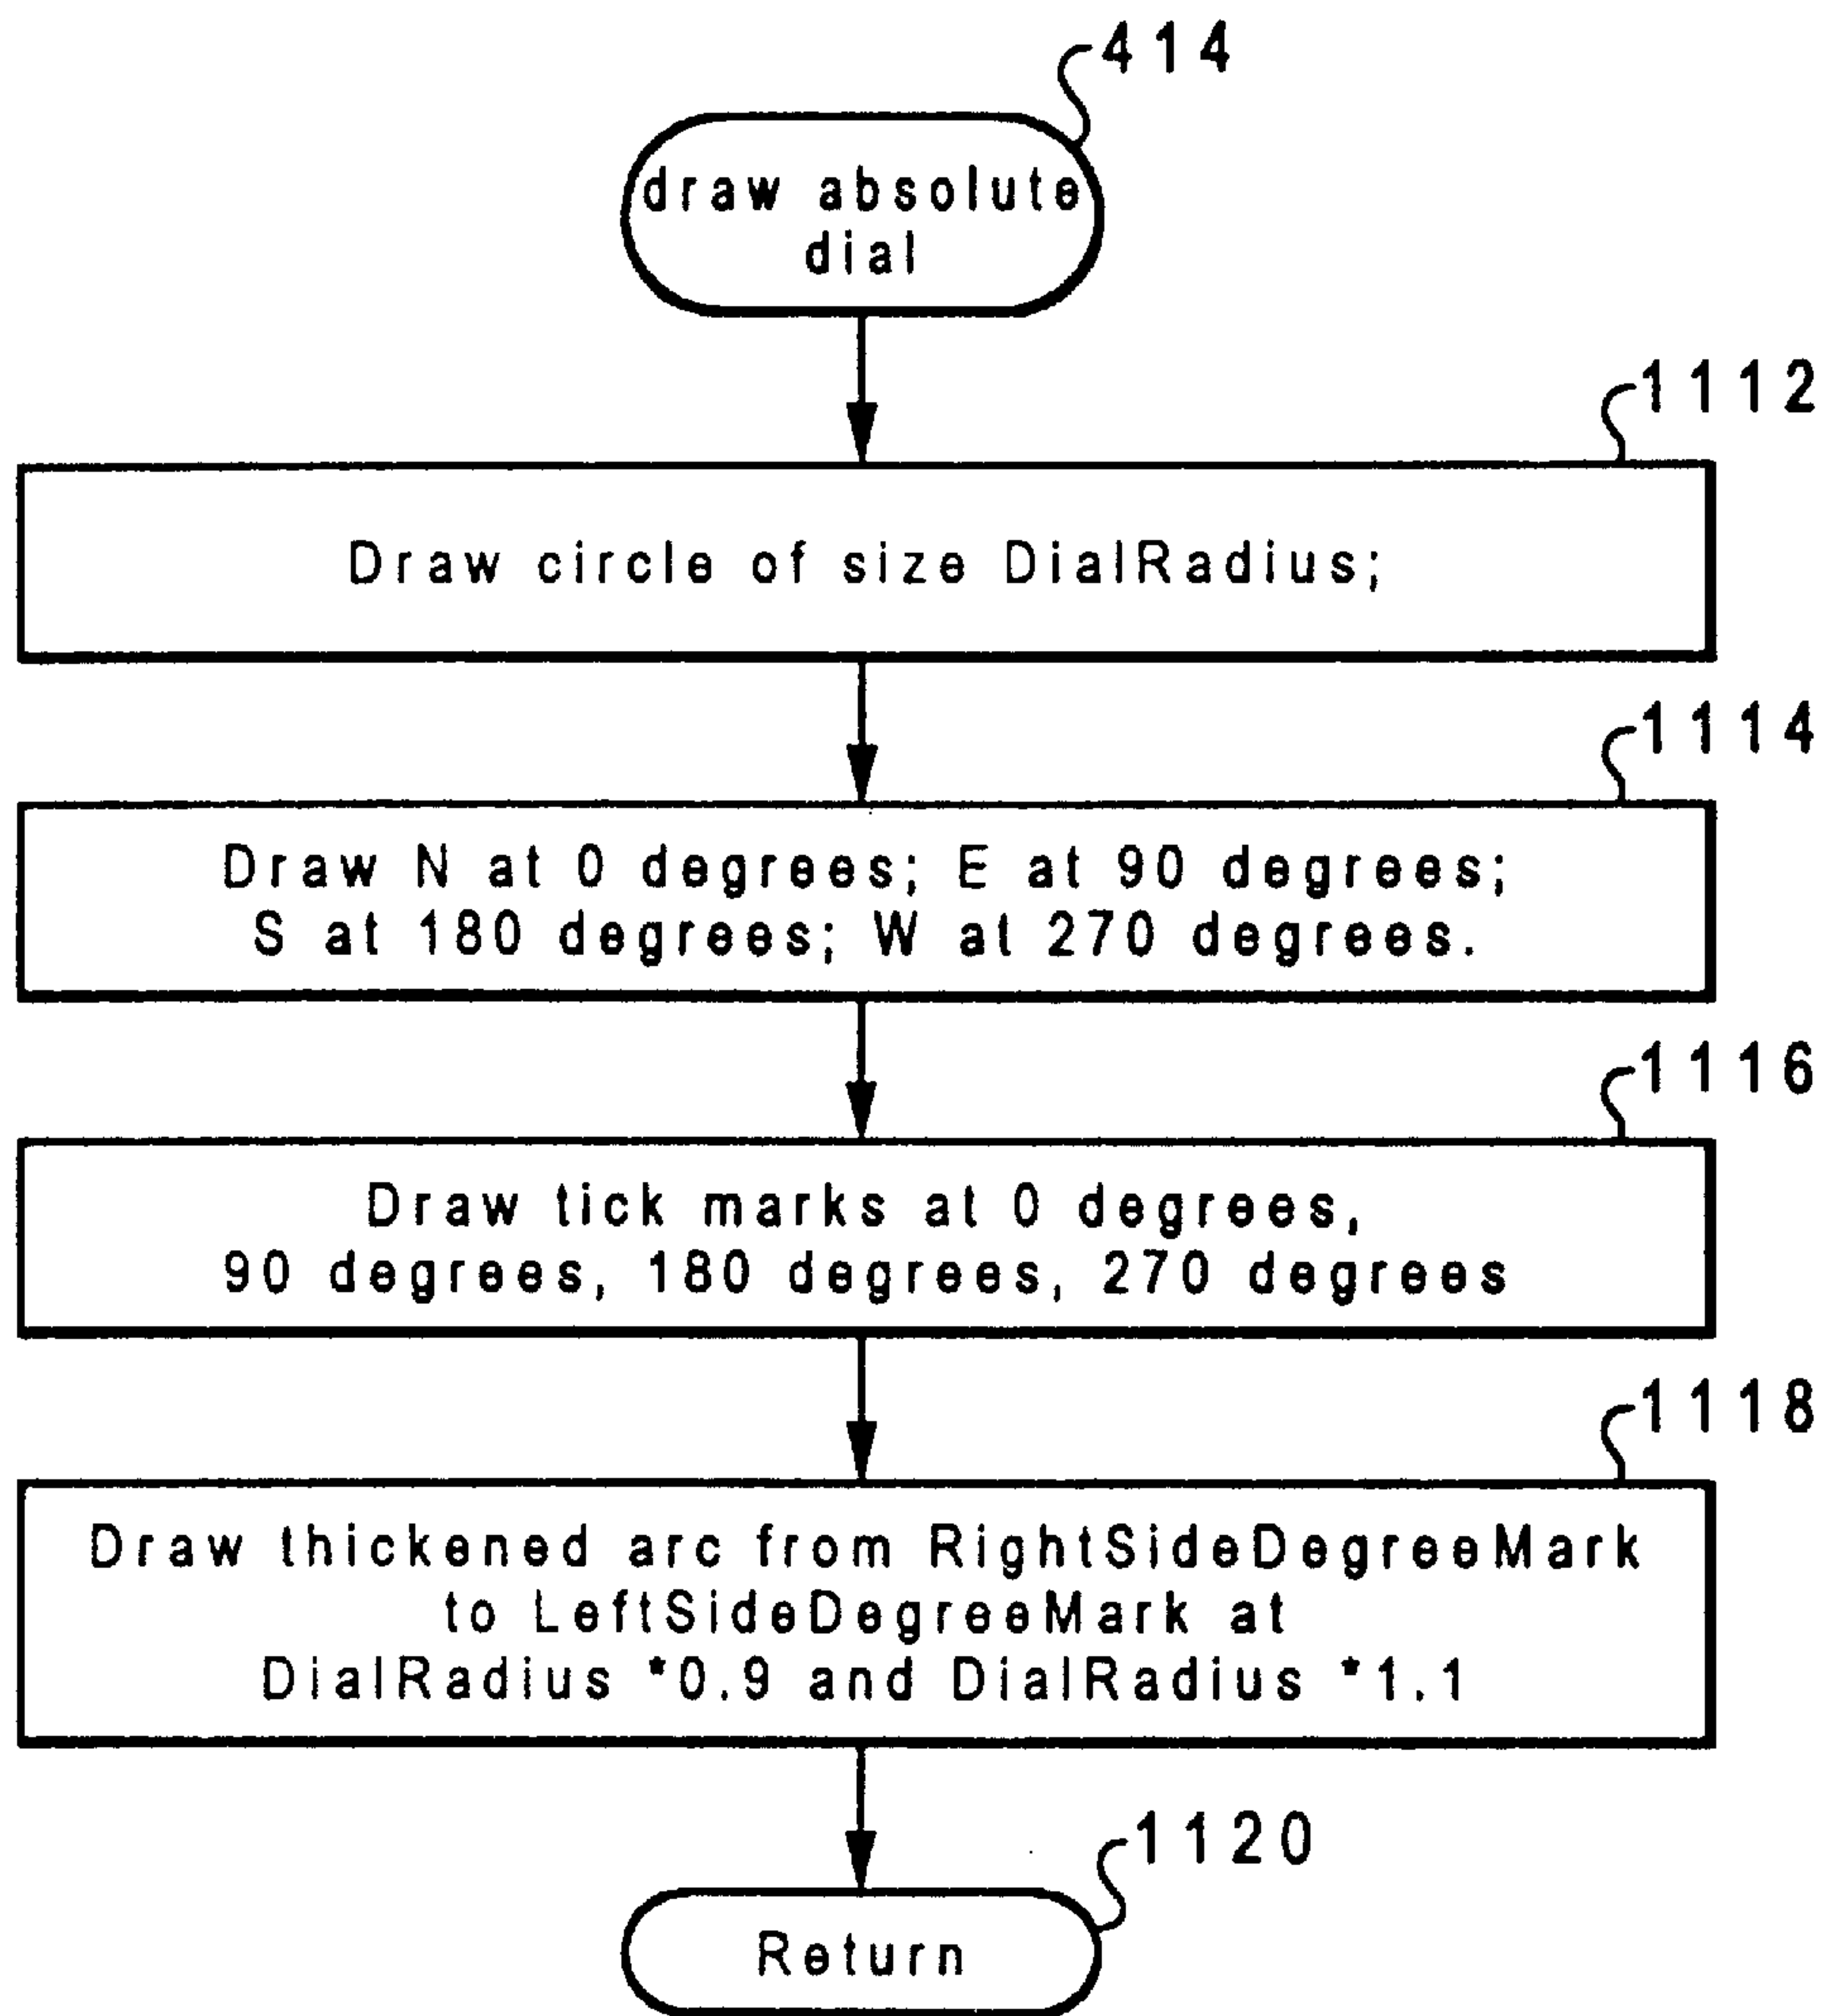 414
draw absolute
dial
1112
Draw circle of size DialRadius;
1114
Draw N at 0 degrees; E at 90 degrees;
S at 180 degrees; W at 270 degrees.
1116
Draw tick marks at 0 degrees,
90 degrees, 180 degrees, 270 degrees
1118
Draw thickened arc from RightSideDegreeMark
to LeftSideDegreeMark at
DialRadius *0.9 and DialRadius *1.1
1120
Return